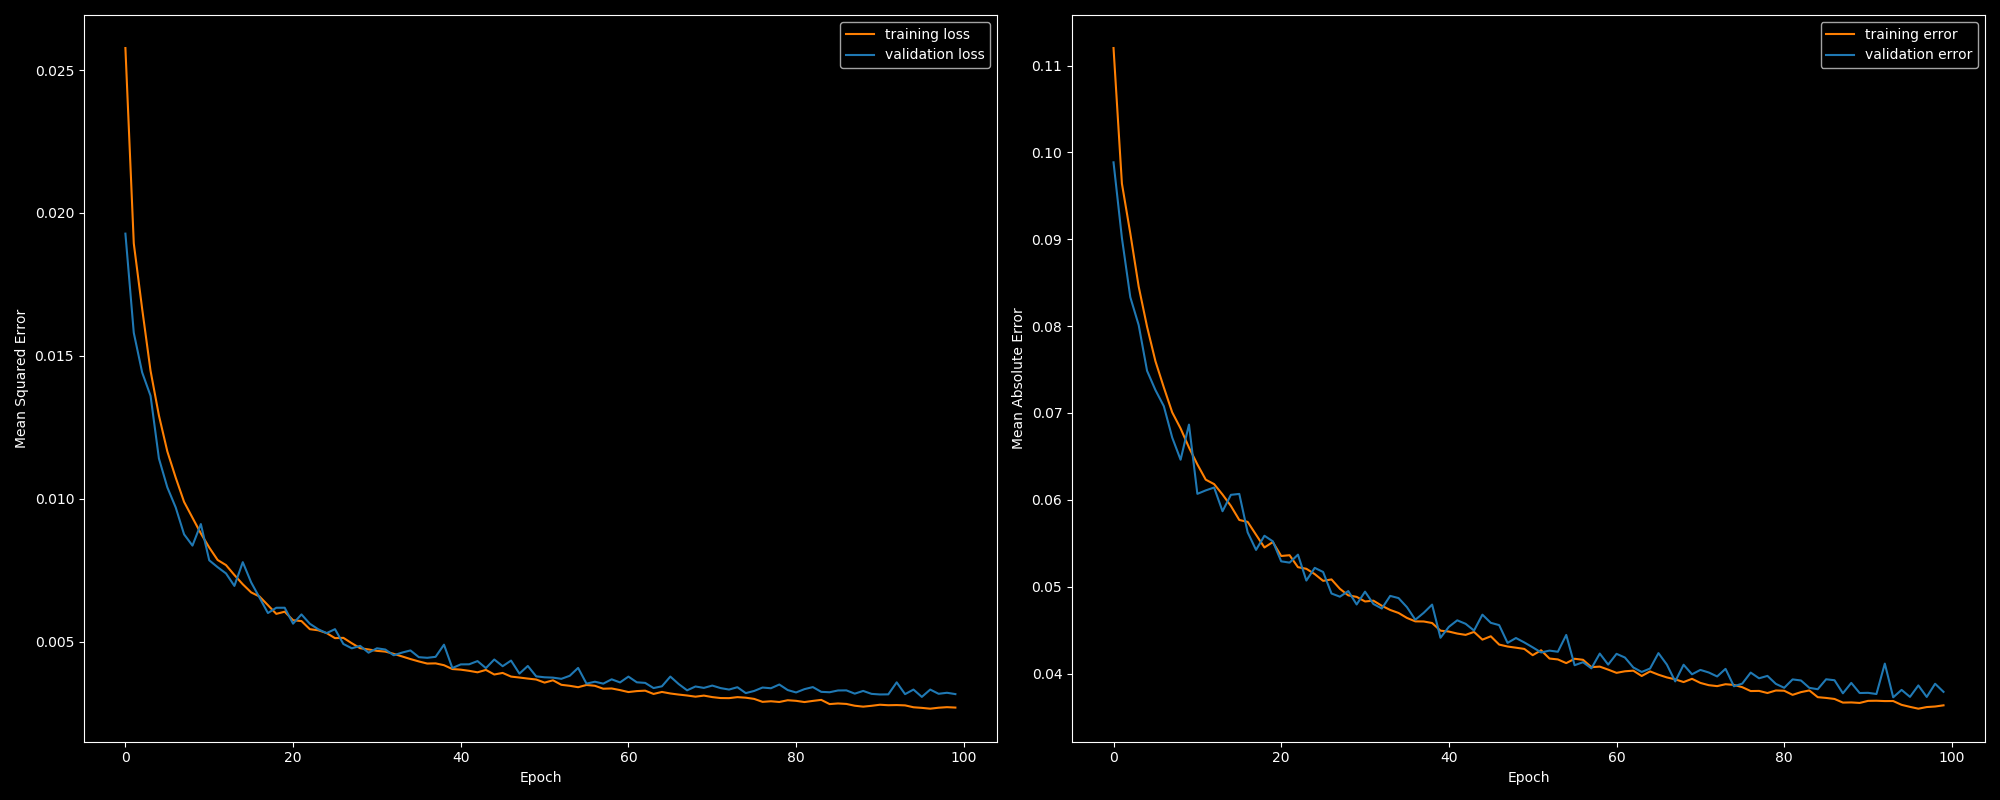 training loss
validation loss
0.025
0.020
0.015
0.010
0.005
Mean Squared Error
0 20 40 60 80 100
Epoch
training error
validation error
0.11
0.10
0.09
0.08
0.07
0.06
0.05
0.04
Mean Absolute Error
0 20 40 60 80 100
Epoch